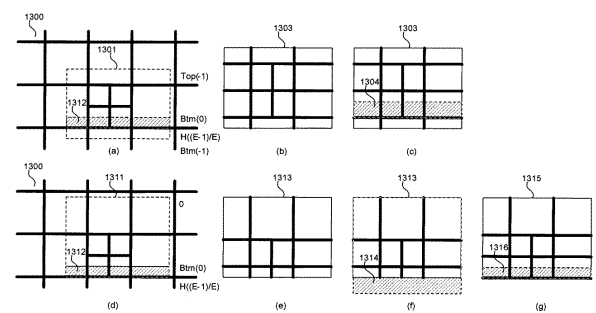 1300
1301
1303
1303
Top(-1)
1312
1304
Btm(0)
H((E-1)/E)
Btm(-1)
(a)
(b)
(c)
1300
1311
1313
1313
1315
0
1312
1314
1316
Btm(0)
H((E-1)/E)
(d)
(e)
(f)
(g)